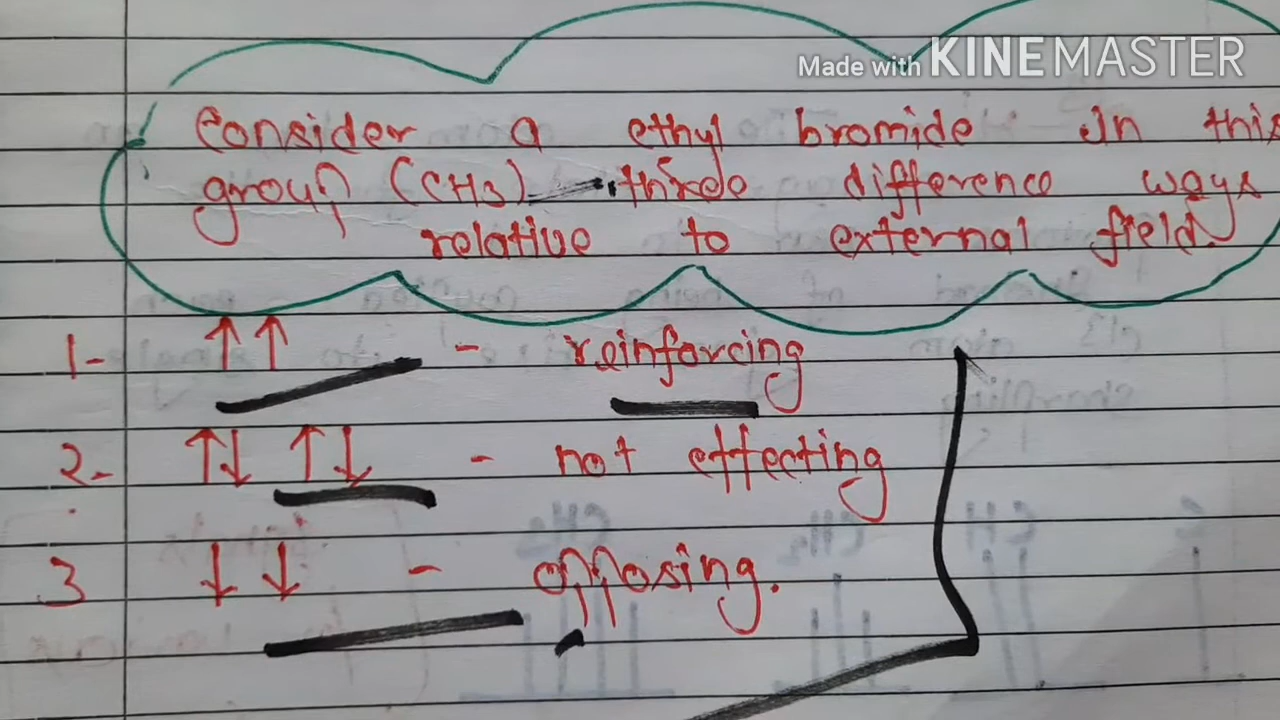 Made with KINEMASTER
Consider a ethyl bromide In this
group (CH3) three difference ways
relative to external field
1- ↑↑ - reinforcing
2- ↑↓ ↑↓ - not effecting
3 ↓↓ - opposing.